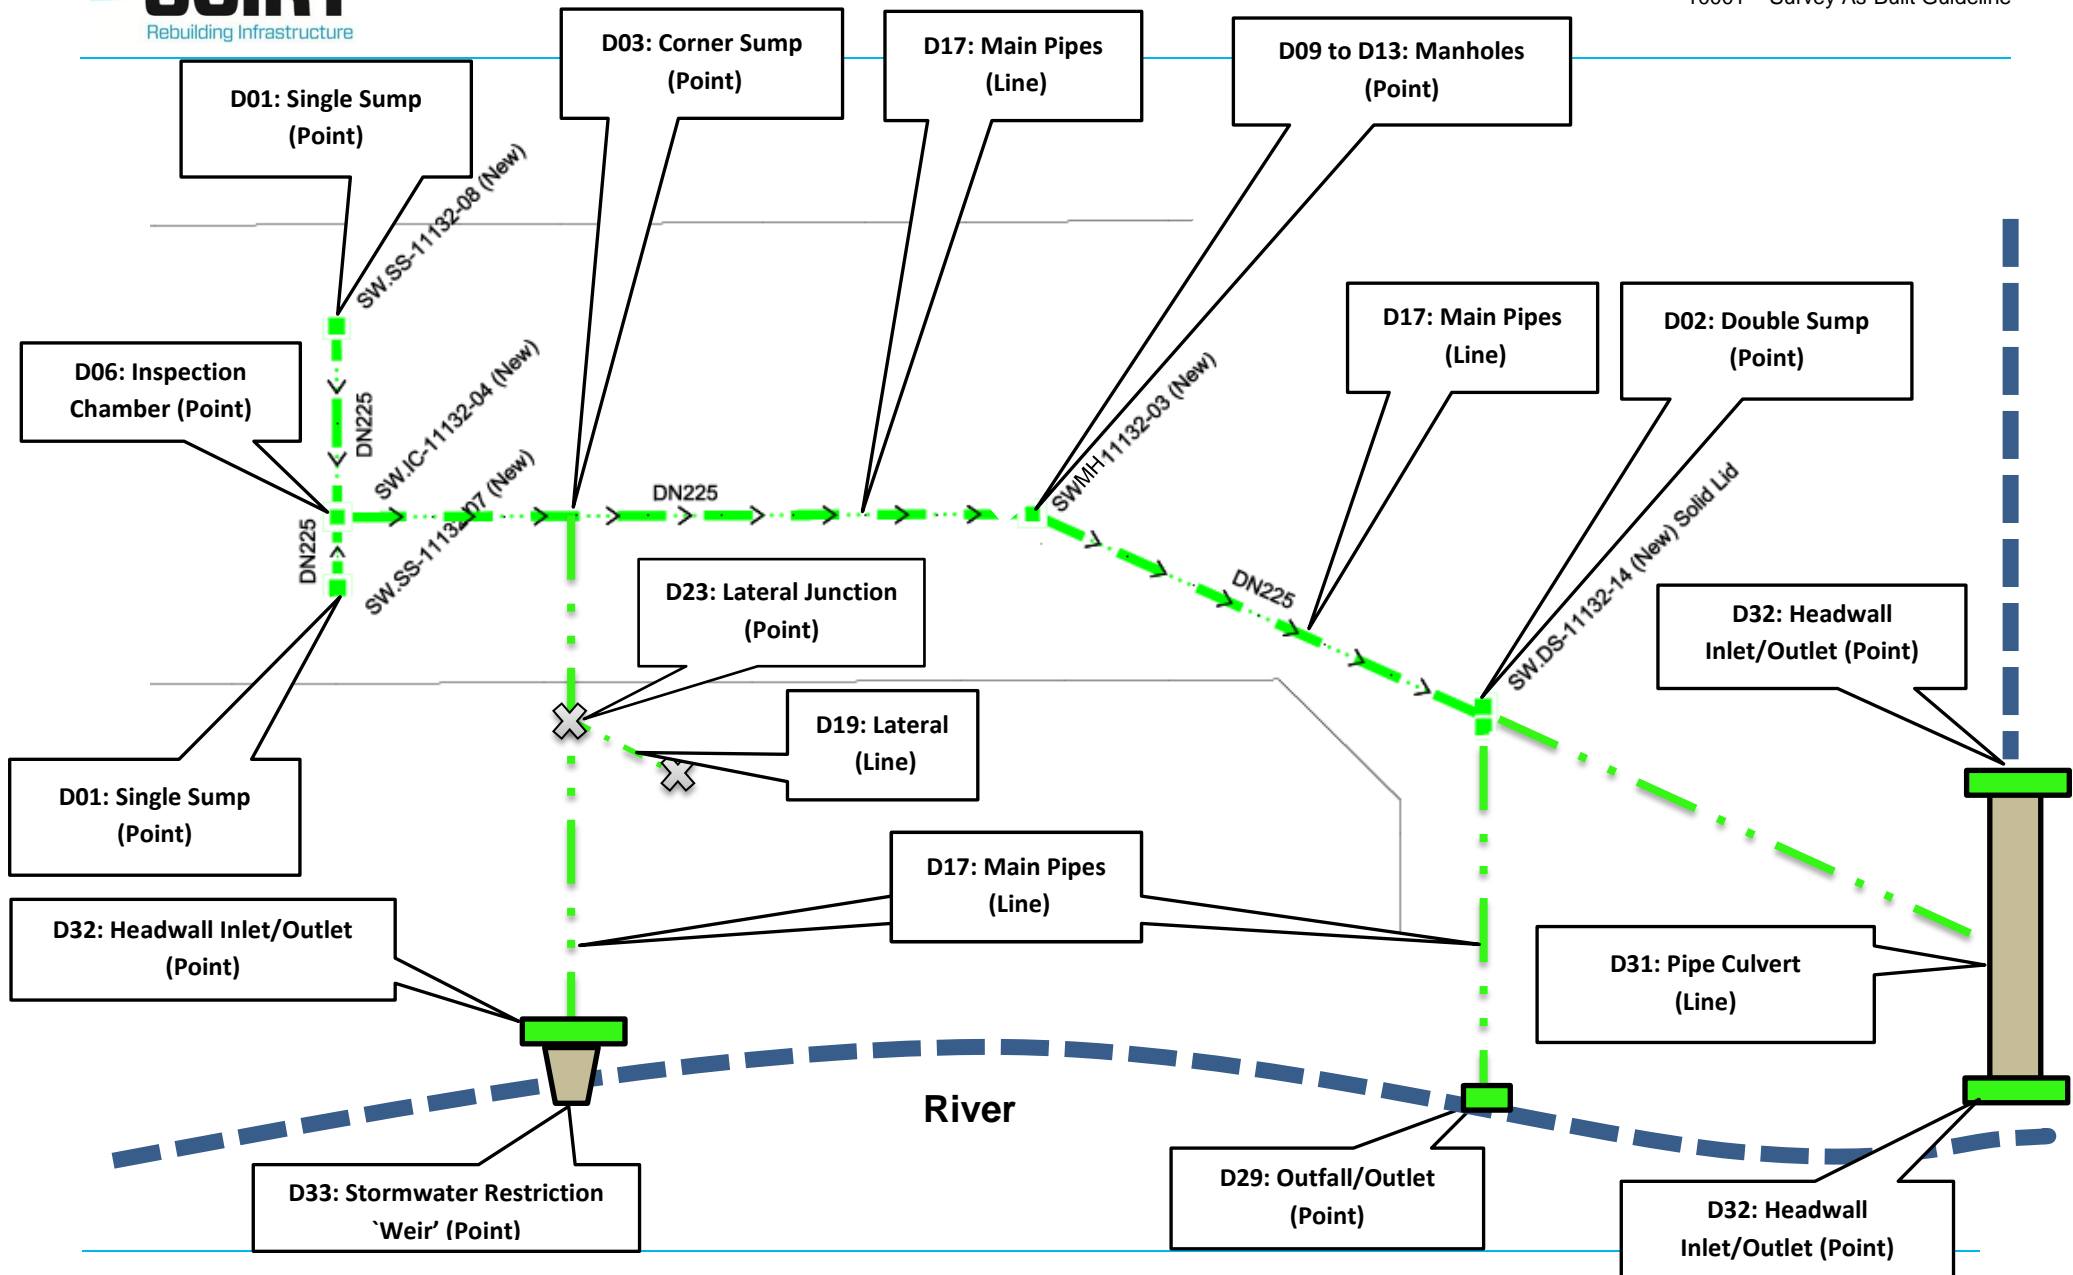 Rebuilding Infrastructure
D03: Corner Sump
(Point)
D17: Main Pipes
(Line)
D09 to D13: Manholes
(Point)
D01: Single Sump
(Point)
SW.SS-11132-08 (New)
D17: Main Pipes
(Line)
D02: Double Sump
(Point)
D06: Inspection
Chamber (Point)
DN225
SW.IC-11132-04 (New)
SW.SS-11132-07 (New)
DN225
DN225
SWMH11132-03 (New)
DN225
SW.DS-11132-14 (New) Solid Lid
D23: Lateral Junction
(Point)
D32: Headwall
Inlet/Outlet (Point)
D19: Lateral
(Line)
D01: Single Sump
(Point)
D17: Main Pipes
(Line)
D32: Headwall Inlet/Outlet
(Point)
D31: Pipe Culvert
(Line)
River
D33: Stormwater Restriction
`Weir’ (Point)
D29: Outfall/Outlet
(Point)
D32: Headwall
Inlet/Outlet (Point)